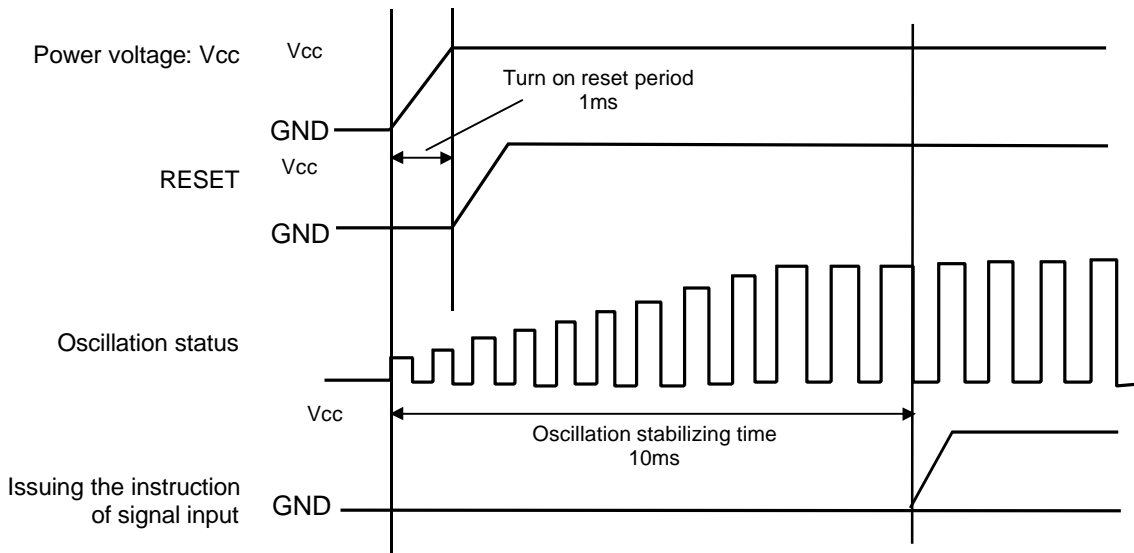 Power voltage: Vcc
Vcc
Turn on reset period
1ms
GND
RESET
Vcc
GND
Oscillation status
Vcc
Oscillation stabilizing time
10ms
Issuing the instruction
of signal input
GND